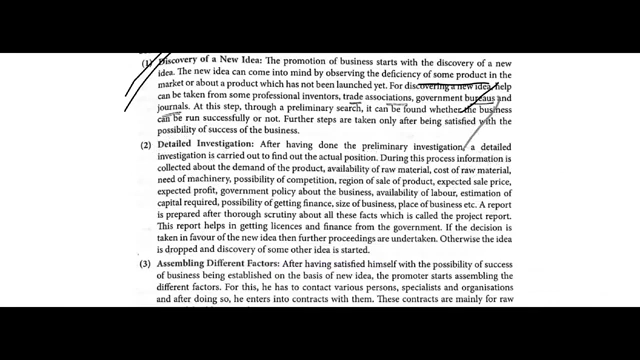 (1) Discovery of a New Idea: The promotion of business starts with the discovery of a new
idea. The new idea can come into mind by observing the deficiency of some product in the
market or about a product which has not been launched yet. For discovering a new idea, help
can be taken from some professional inventors, trade associations, government bureaus and
journals. At this step, through a preliminary search, it can be found whether the business
can be run successfully or not. Further steps are taken only after being satisfied with the
possibility of success of the business.
(2) Detailed Investigation: After having done the preliminary investigation, a detailed
investigation is carried out to find out the actual position. During this process information is
collected about the demand of the product, availability of raw material, cost of raw material,
need of machinery, possibility of competition, region of sale of product, expected sale price,
expected profit, government policy about the business, availability of labour, estimation of
capital required, possibility of getting finance, size of business, place of business etc. A report
is prepared after thorough scrutiny about all these facts which is called the project report.
This report helps in getting licences and finance from the government. If the decision is
taken in favour of the new idea then further proceedings are undertaken. Otherwise the idea
is dropped and discovery of some other idea is started.
(3) Assembling Different Factors: After having satisfied himself with the possibility of success
of business being established on the basis of new idea, the promoter starts assembling the
different factors. For this, he has to contact various persons, specialists and organisations
and after doing so, he enters into contracts with them. These contracts are mainly for raw